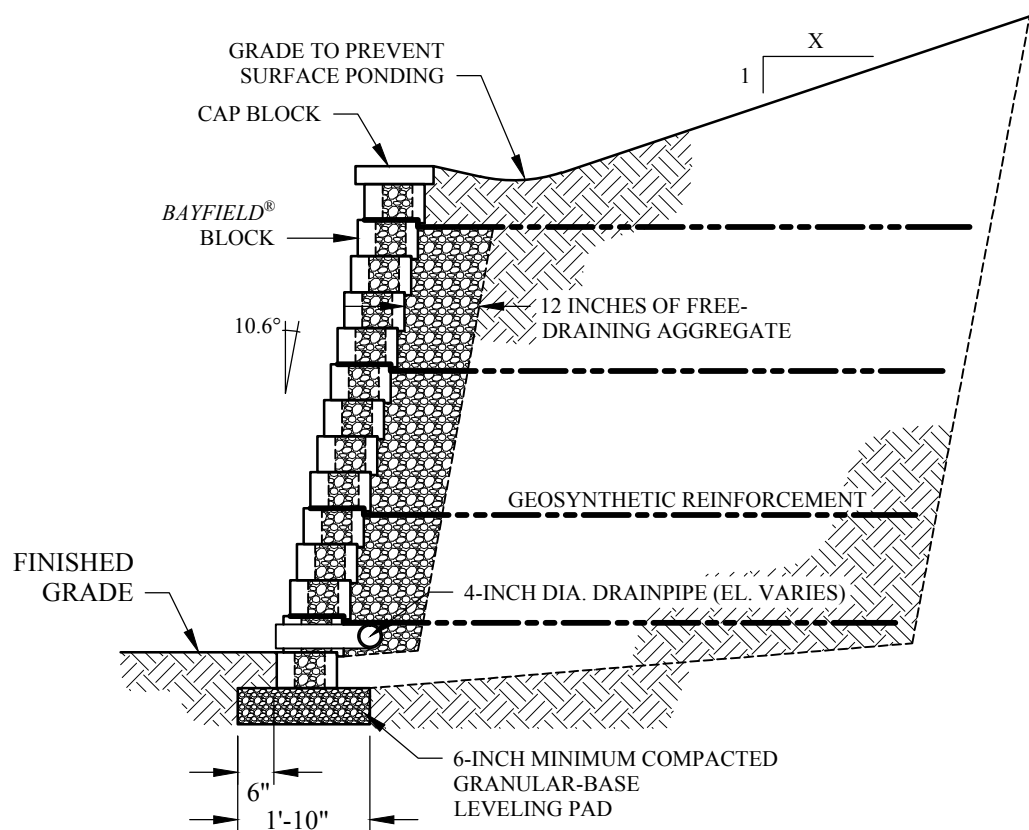 GRADE TO PREVENT
SURFACE PONDING
X
1
CAP BLOCK
BAYFIELD®
BLOCK
12 INCHES OF FREE-
DRAINING AGGREGATE
10.6°
GEOSYNTHETIC REINFORCEMENT
FINISHED
GRADE
4-INCH DIA. DRAINPIPE (EL. VARIES)
6-INCH MINIMUM COMPACTED
GRANULAR-BASE
LEVELING PAD
6"
1'-10"